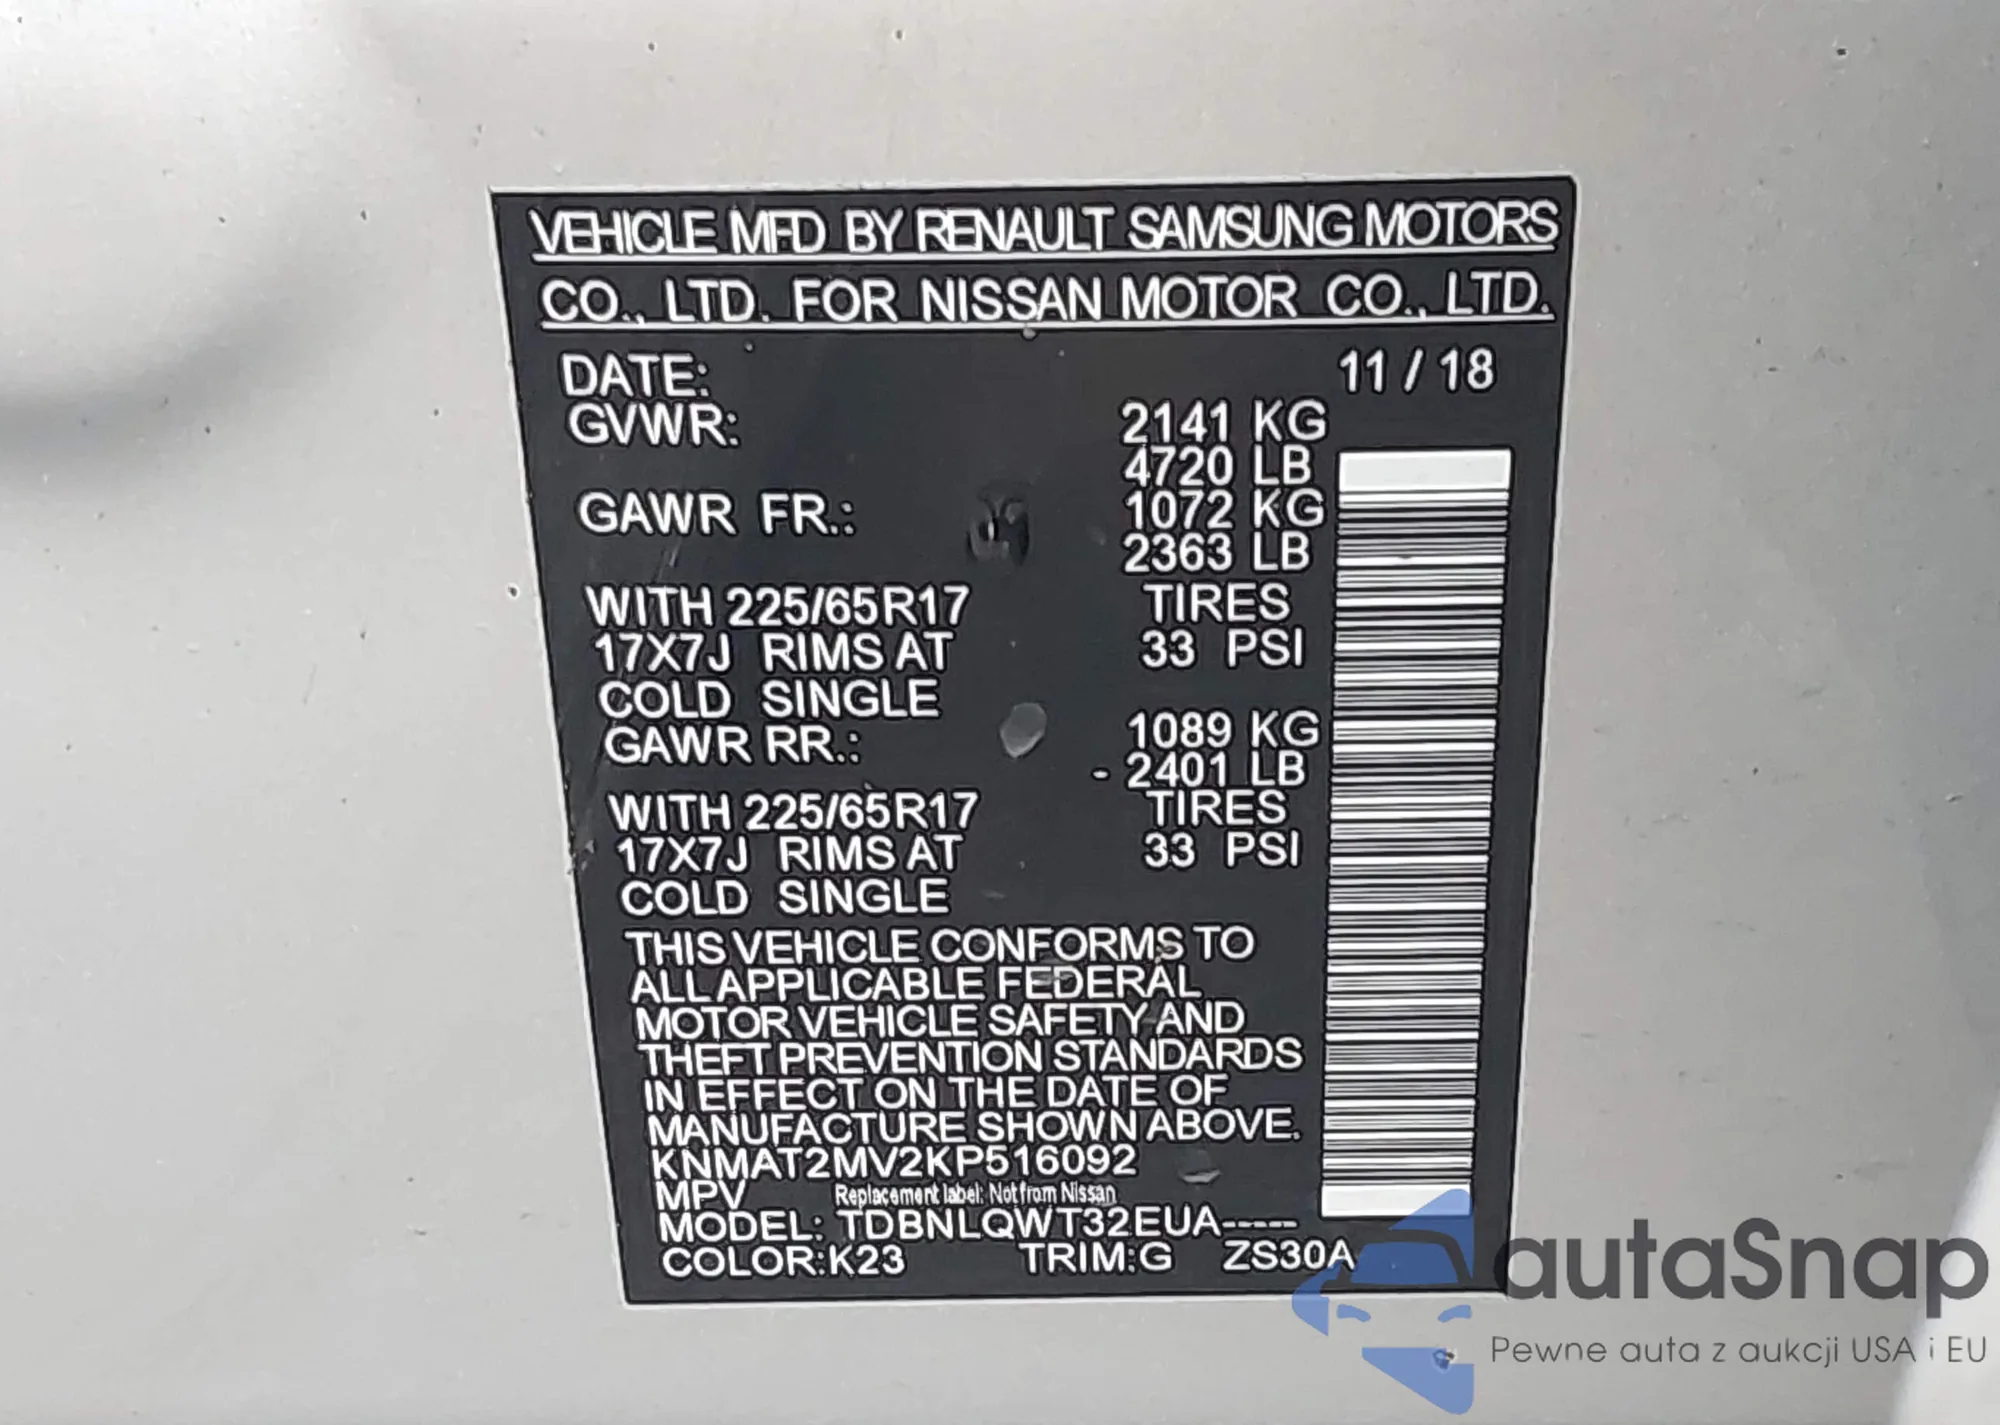 VEHICLE MFD BY RENAULT SAMSUNG MOTORS
CO., LTD. FOR NISSAN MOTOR CO., LTD.
DATE: 11 / 18
GVWR: 2141 KG
4720 LB
GAWR FR.: 1072 KG
2363 LB
WITH 225/65R17 TIRES
17X7J RIMS AT 33 PSI
COLD SINGLE
GAWR RR.: 1089 KG
2401 LB
WITH 225/65R17 TIRES
17X7J RIMS AT 33 PSI
COLD SINGLE
THIS VEHICLE CONFORMS TO
ALL APPLICABLE FEDERAL
MOTOR VEHICLE SAFETY AND
THEFT PREVENTION STANDARDS
IN EFFECT ON THE DATE OF
MANUFACTURE SHOWN ABOVE.
KNMAT2MV2KP516092
MPV Replacement label: Not from Nissan
MODEL: TDBNLQWT32EUA-----
COLOR:K23 TRIM:G ZS30A
autaSnap
Pewne auta z aukcji USA i EU